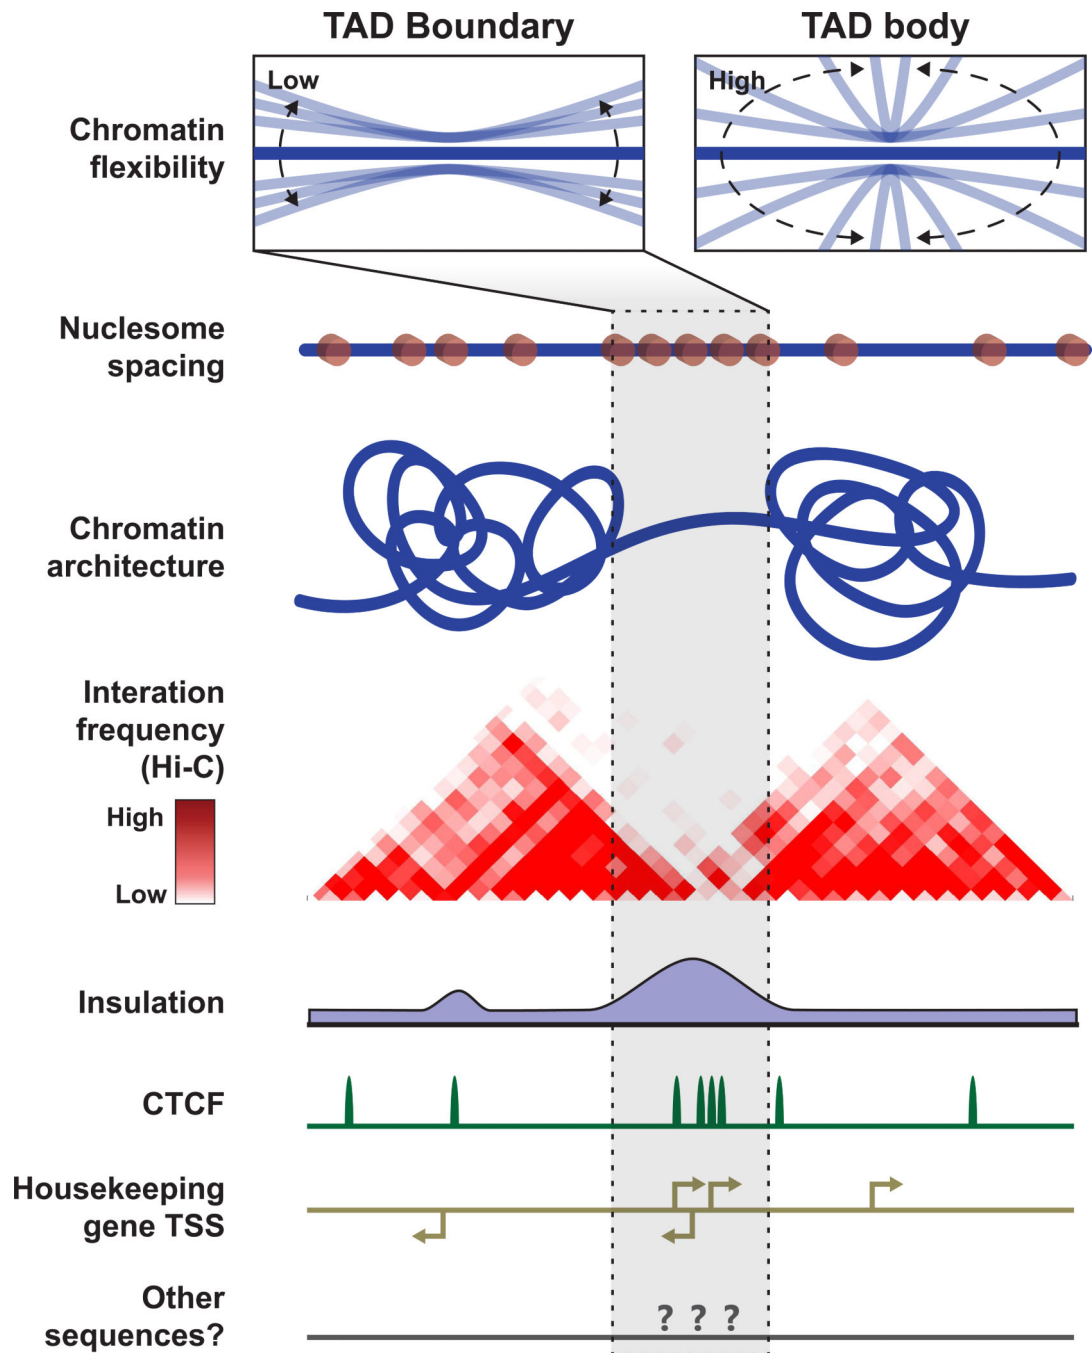 TAD Boundary
TAD body
Low
High
Chromatin
flexibility
Nuclesome
spacing
Chromatin
architecture
Interation
frequency
(Hi-C)
High
Low
Insulation
CTCF
Housekeeping
gene TSS
Other
sequences?
? ? ?